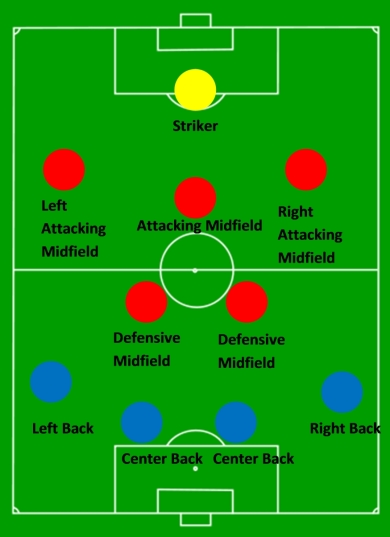 Striker
Left
Attacking
Midfield
Attacking Midfield
Right
Attacking
Midfield
Defensive
Midfield
Defensive
Midfield
Left Back
Right Back
Center Back
Center Back